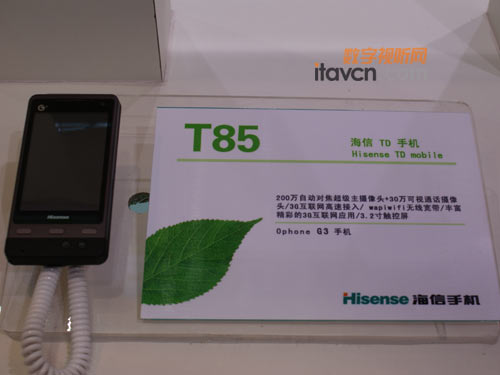 数字视听网
itavcn.com
T85
海信 TD 手机
Hisense TD mobile
200万自动对焦超级主摄像头+30万可视通话摄像
头/3G互联网高速接入/ wapiwifi无线宽带/丰富
精彩的3G互联网应用/3.2寸触控屏
Ophone G3 手机
Hisense 海信手机
Hisense